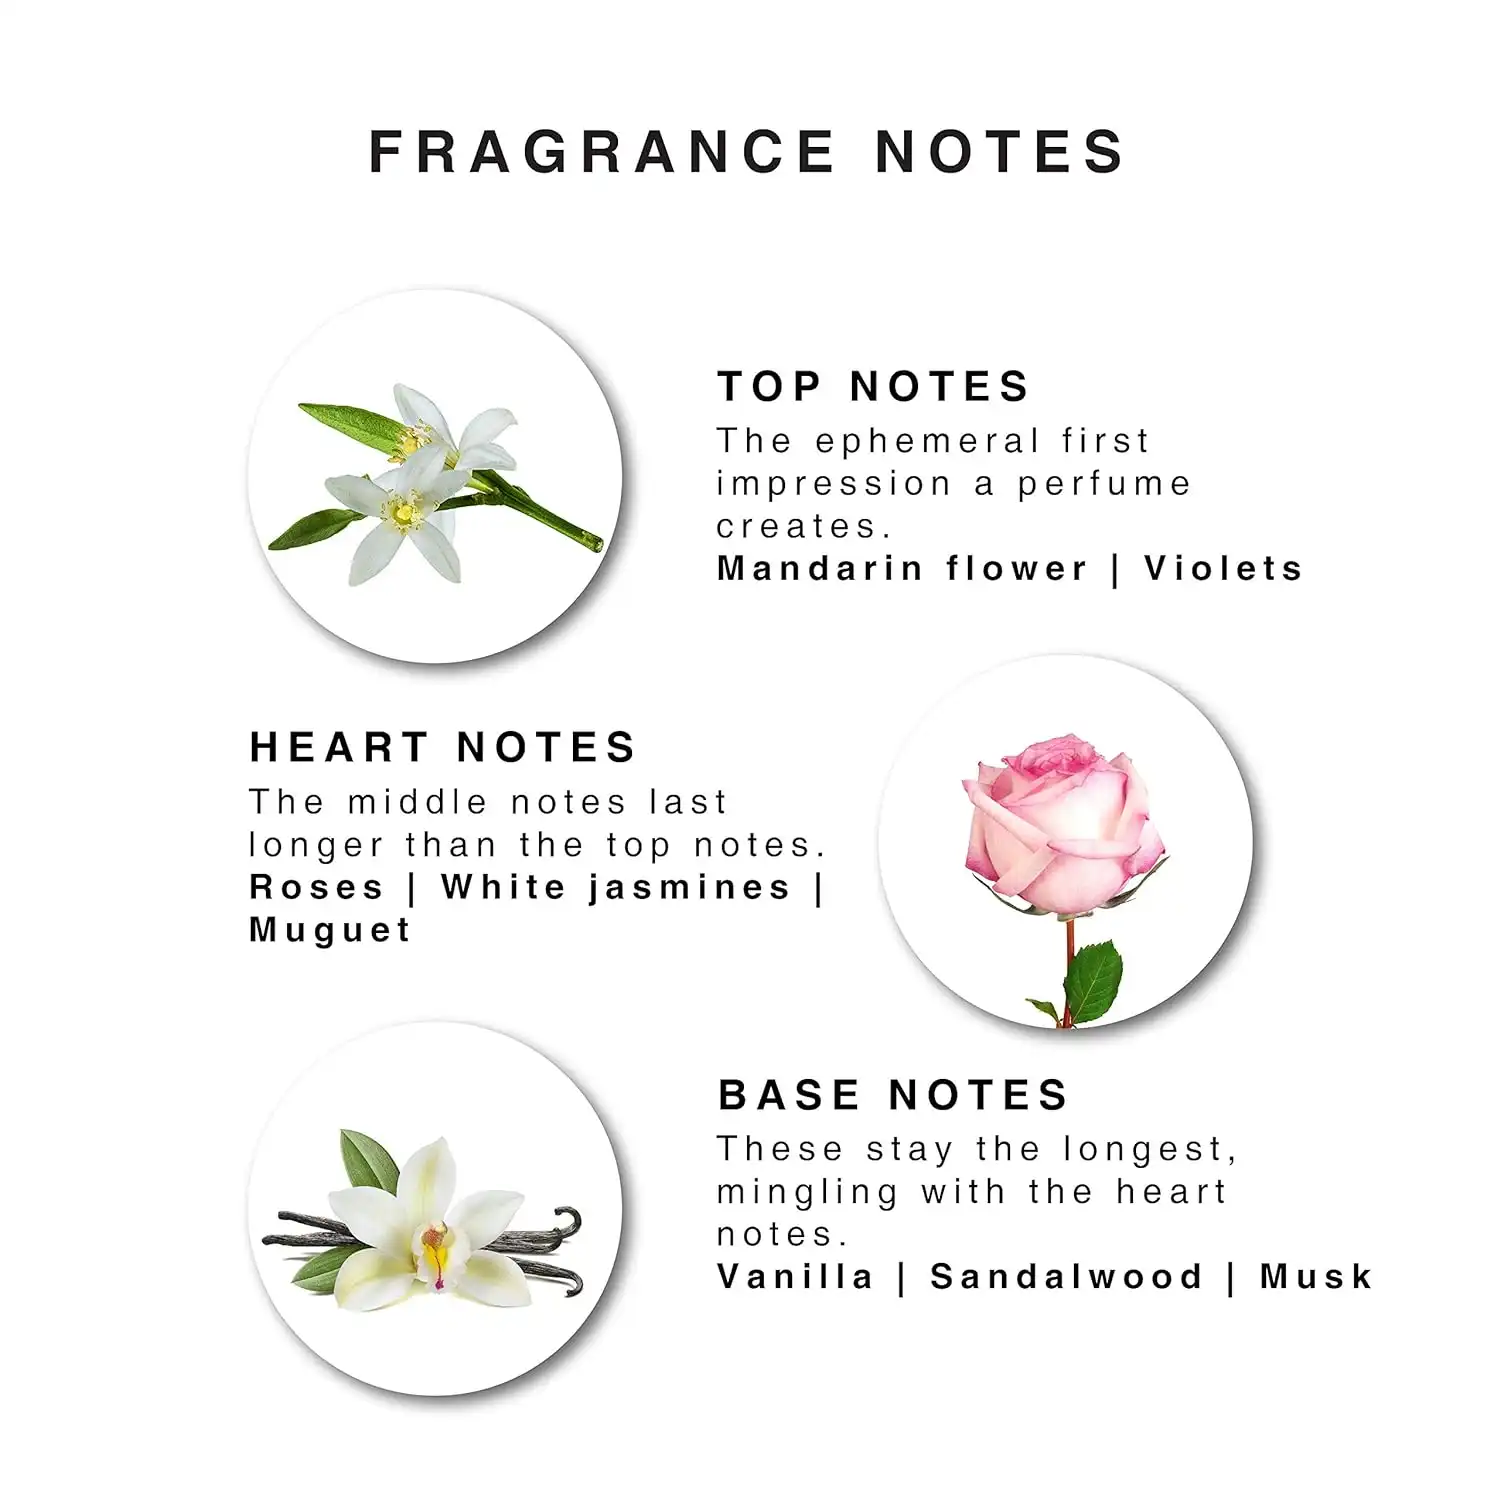 FRAGRANCE NOTES
TOP NOTES
The ephemeral first
impression a perfume
creates.
Mandarin flower | Violets
HEART NOTES
The middle notes last
longer than the top notes.
Roses | White jasmines |
Muguet
BASE NOTES
These stay the longest,
mingling with the heart
notes.
Vanilla | Sandalwood | Musk